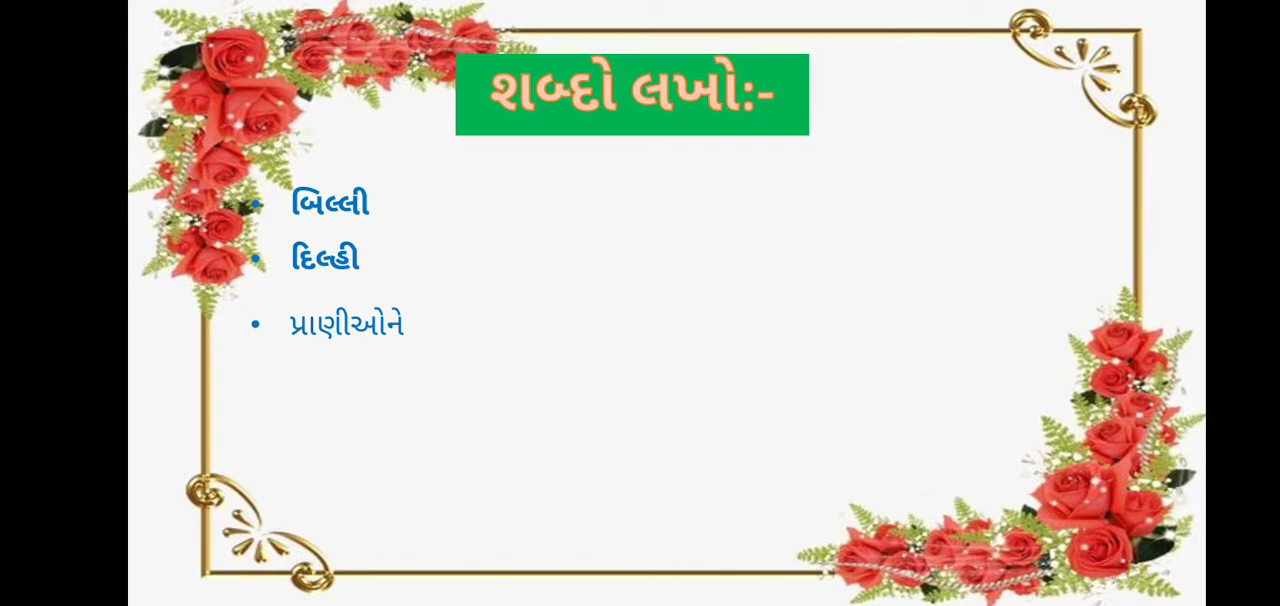 શબ્દો લખો:-
• બિલ્લી
• દિલ્હી
• પ્રાણીઓને